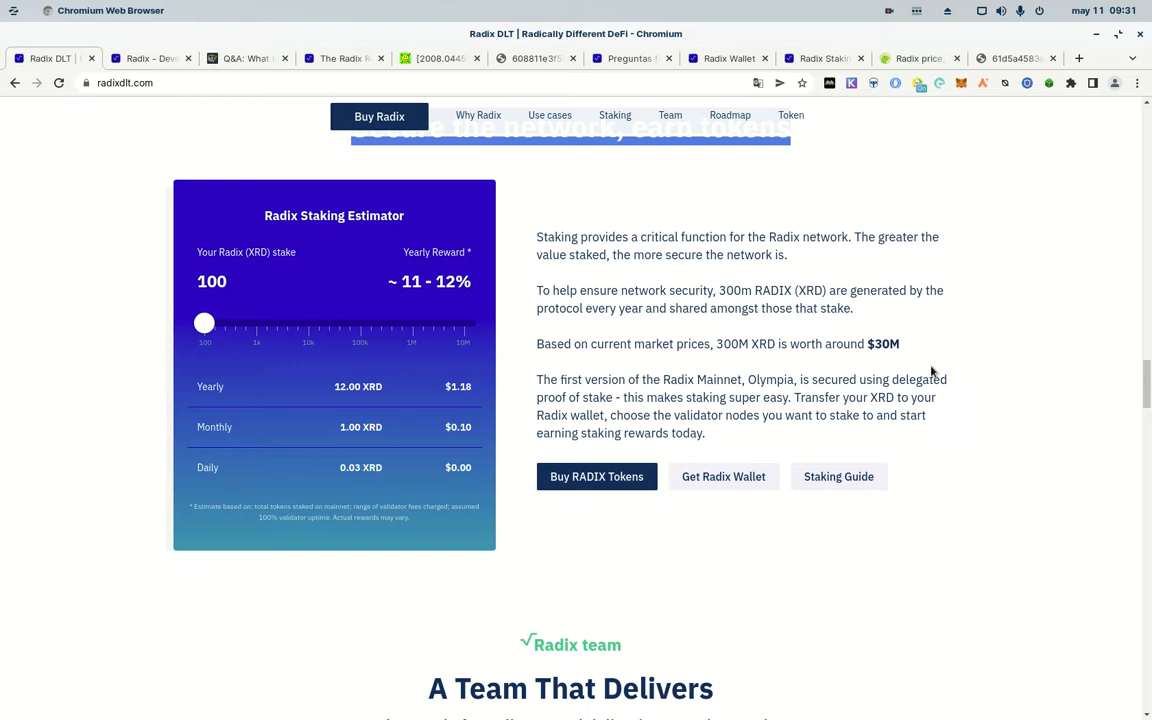 Chromium Web Browser
may 11 09:31
Radix DLT | Radically Different DeFi - Chromium
Radix DLT |
Radix - Deve
Q&A: What i
The Radix R
[2008.0445
608811e3f5
Preguntas f
Radix Wallet
Radix Stakin
Radix price,
61d5a4583a
radixdlt.com
Buy Radix
Why Radix
Use cases
Staking
Team
Roadmap
Token
Secure the network, earn tokens
Radix Staking Estimator
Your Radix (XRD) stake
Yearly Reward *
100
~ 11 - 12%
100 1k 10k 100k 1M 10M
Yearly 12.00 XRD $1.18
Monthly 1.00 XRD $0.10
Daily 0.03 XRD $0.00
* Estimate based on: total tokens staked on mainnet; range of validator fees charged; assumed
100% validator uptime. Actual rewards may vary.
Staking provides a critical function for the Radix network. The greater the
value staked, the more secure the network is.
To help ensure network security, 300m RADIX (XRD) are generated by the
protocol every year and shared amongst those that stake.
Based on current market prices, 300M XRD is worth around $30M
The first version of the Radix Mainnet, Olympia, is secured using delegated
proof of stake - this makes staking super easy. Transfer your XRD to your
Radix wallet, choose the validator nodes you want to stake to and start
earning staking rewards today.
Buy RADIX Tokens
Get Radix Wallet
Staking Guide
Radix team
A Team That Delivers